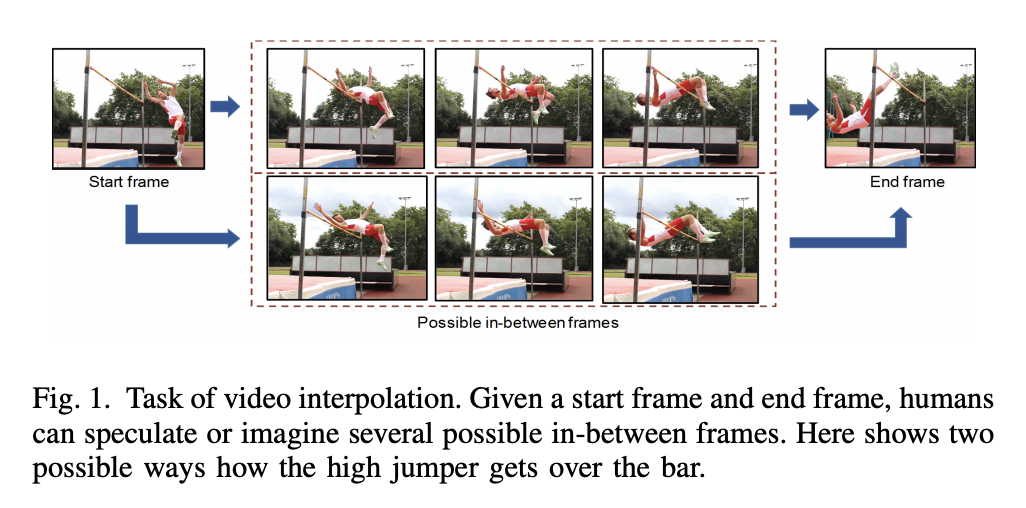 Start frame
End frame
Possible in-between frames
Fig. 1. Task of video interpolation. Given a start frame and end frame, humans
can speculate or imagine several possible in-between frames. Here shows two
possible ways how the high jumper gets over the bar.